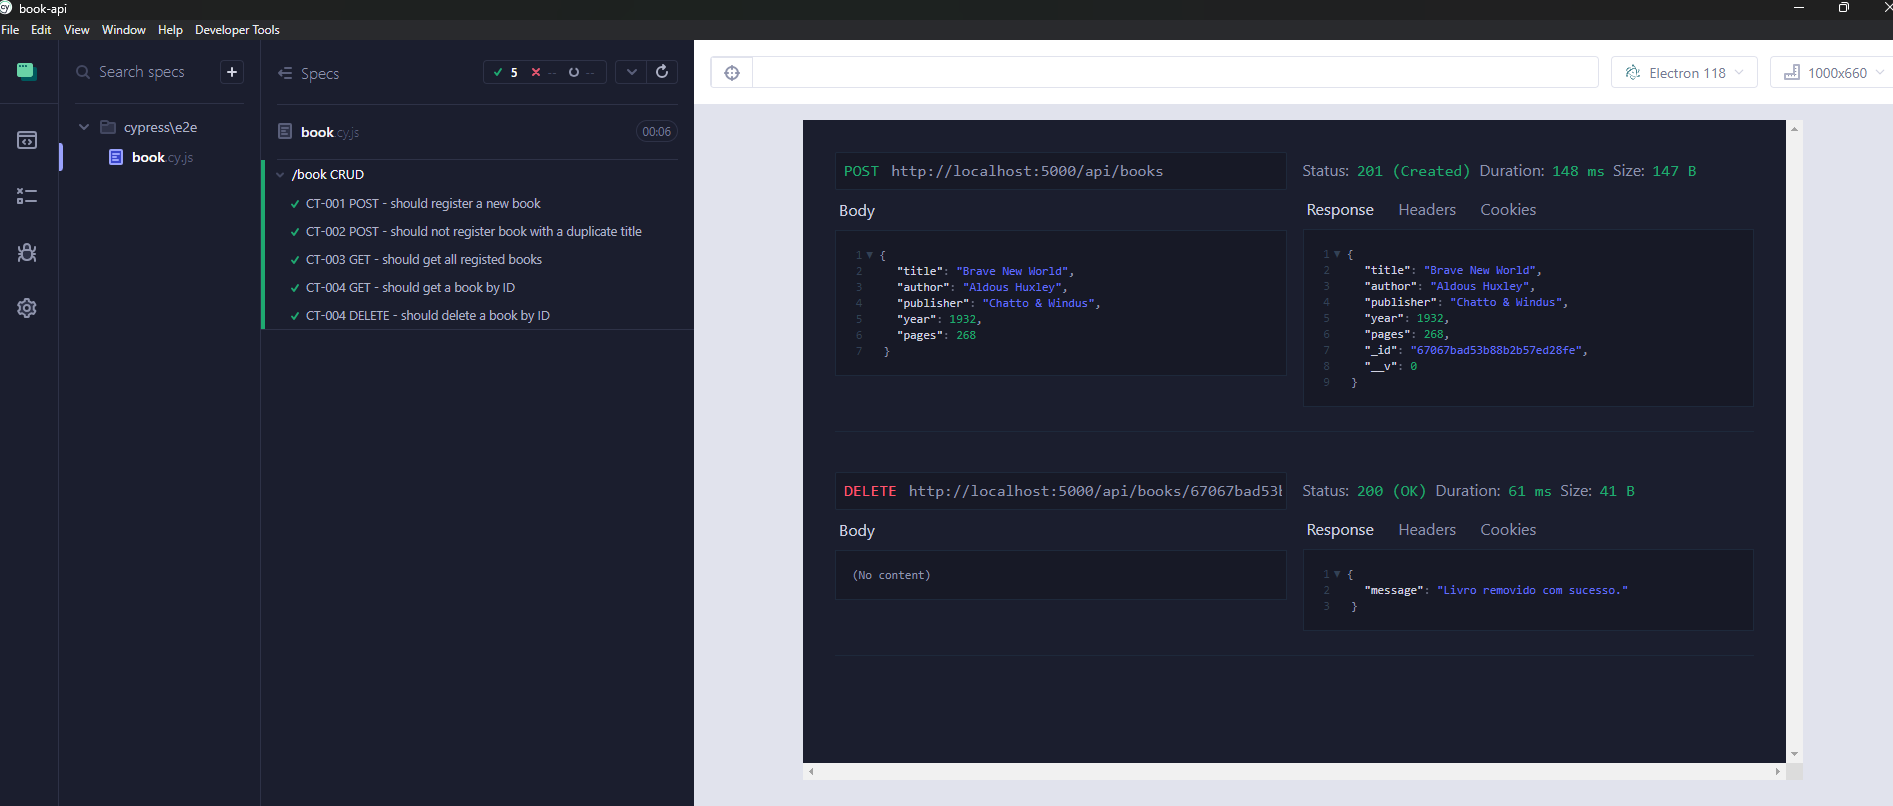 book-api
File Edit View Window Help Developer Tools
Search specs
+
cypress\e2e
book.cy.js
Specs
5 -- --
book.cy.js
00:06
/book CRUD
CT-001 POST - should register a new book
CT-002 POST - should not register book with a duplicate title
CT-003 GET - should get all registed books
CT-004 GET - should get a book by ID
CT-004 DELETE - should delete a book by ID
Electron 118
1000x660
POST http://localhost:5000/api/books
Status: 201 (Created) Duration: 148 ms Size: 147 B
Body
1 {
2 "title": "Brave New World",
3 "author": "Aldous Huxley",
4 "publisher": "Chatto & Windus",
5 "year": 1932,
6 "pages": 268
7 }
Response Headers Cookies
1 {
2 "title": "Brave New World",
3 "author": "Aldous Huxley",
4 "publisher": "Chatto & Windus",
5 "year": 1932,
6 "pages": 268,
7 "_id": "67067bad53b88b2b57ed28fe",
8 "__v": 0
9 }
DELETE http://localhost:5000/api/books/67067bad53b
Status: 200 (OK) Duration: 61 ms Size: 41 B
Body
(No content)
Response Headers Cookies
1 {
2 "message": "Livro removido com sucesso."
3 }